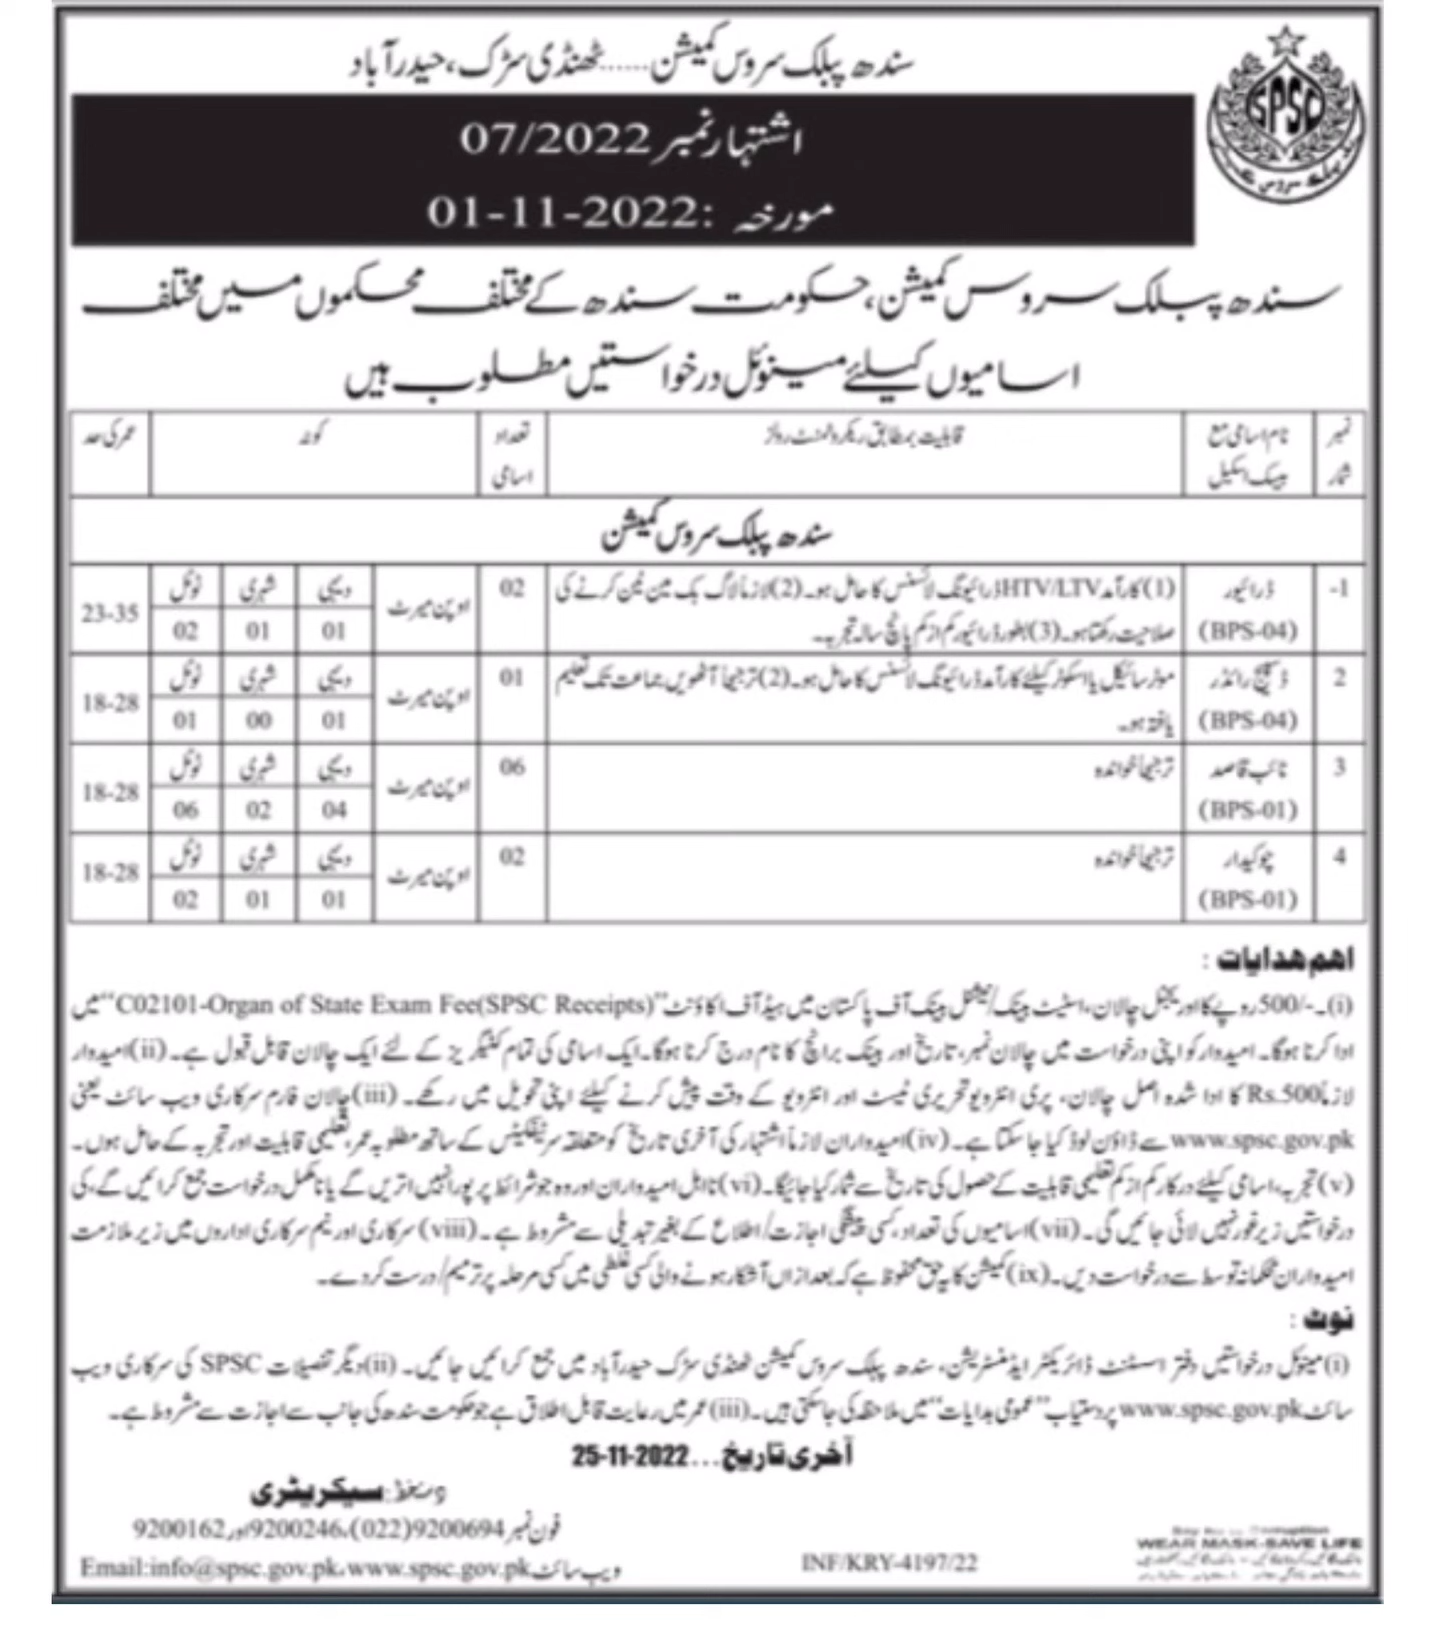 سندھ پبلک سروس کمیشن......ٹھنڈی سڑک، حیدرآباد
SPSC
اشتہار نمبر 07/2022
مورخہ :01-11-2022
سندھ پبلک سروس کمیشن، حکومت سندھ کے مختلف محکموں میں مختلف
اسامیوں کیلئے مینوئل درخواستیں مطلوب ہیں
نمبر شمار | نام اسامی مع بیسک اسکیل | قابلیت بمطابق ریکروٹمنٹ رولز | تعداد اسامی | کوٹہ | عمر کی حد
سندھ پبلک سروس کمیشن
1- | ڈرائیور (BPS-04) | (1) کارآمد HTV/LTV ڈرائیونگ لائسنس کا حامل ہو۔ (2) لازماً لاگ بک مین ٹین کرنے کی صلاحیت رکھتا ہو۔ (3) بطور ڈرائیور کم از کم پانچ سالہ تجربہ۔ | 02 | اوپن میرٹ | دیہی 01 | شہری 01 | ٹوٹل 02 | 23-35
2 | ڈسپیچ رائڈر (BPS-04) | موٹر سائیکل یا اسکوٹر کیلئے کارآمد ڈرائیونگ لائسنس کا حامل ہو۔ (2) ترجیحاً آٹھویں جماعت تک تعلیم یافتہ ہو۔ | 01 | اوپن میرٹ | دیہی 01 | شہری 00 | ٹوٹل 01 | 18-28
3 | نائب قاصد (BPS-01) | ترجیحاً خواندہ | 06 | اوپن میرٹ | دیہی 04 | شہری 02 | ٹوٹل 06 | 18-28
4 | چوکیدار (BPS-01) | ترجیحاً خواندہ | 02 | اوپن میرٹ | دیہی 01 | شہری 01 | ٹوٹل 02 | 18-28
اہم ہدایات :
(i)۔ -/500 روپے کا اوریجنل چالان، اسٹیٹ بینک/نیشنل بینک آف پاکستان میں ہیڈ آف اکاؤنٹ "C02101-Organ of State Exam Fee(SPSC Receipts)" میں
ادا کرنا ہوگا۔ امیدوار کو اپنی درخواست میں چالان نمبر، تاریخ اور بینک برانچ کا نام درج کرنا ہوگا۔ ایک اسامی کی تمام کٹیگریز کے لئے ایک چالان قابل قبول ہے۔ (ii) امیدوار
لازماً Rs.500 کا ادا شدہ اصل چالان، پری انٹرویو تحریری ٹیسٹ اور انٹرویو کے وقت پیش کرنے کیلئے اپنی تحویل میں رکھے۔ (iii) چالان فارم سرکاری ویب سائٹ یعنی
www.spsc.gov.pk سے ڈاؤن لوڈ کیا جا سکتا ہے۔ (iv) امیدواران لازماً اشتہار کی آخری تاریخ کو متعلقہ سرٹیفکیٹس کے ساتھ مطلوبہ عمر، تعلیمی قابلیت اور تجربہ کے حامل ہوں۔
(v) تجربہ، اسامی کیلئے درکار کم از کم تعلیمی قابلیت کے حصول کی تاریخ سے شمار کیا جائیگا۔ (vi) نااہل امیدواران اور وہ جو شرائط پر پورا نہیں اتریں گے یا نامکمل درخواست جمع کرائیں گے، کی
درخواستیں زیر غور نہیں لائی جائیں گی۔ (vii) اسامیوں کی تعداد، کسی پیشگی اجازت/اطلاع کے بغیر تبدیلی سے مشروط ہے۔ (viii) سرکاری اور نیم سرکاری اداروں میں زیر ملازمت
امیدواران محکمانہ توسط سے درخواست دیں۔ (ix) کمیشن کا یہ حق محفوظ ہے کہ بعد ازاں آشکار ہونے والی کسی غلطی میں کسی مرحلہ پر ترمیم/درست کر دے۔
نوٹ :
(i) مینوئل درخواستیں دفتر اسسٹنٹ ڈائریکٹر ایڈمنسٹریشن، سندھ پبلک سروس کمیشن ٹھنڈی سڑک حیدرآباد میں جمع کرائیں جائیں۔ (ii) دیگر تفصیلات SPSC کی سرکاری ویب
سائٹ www.spsc.gov.pk پر دستیاب "عمومی ہدایات" میں ملاحظہ کی جاسکتی ہیں۔ (iii) عمر میں رعایت قابل اطلاق ہے جو حکومت سندھ کی جانب سے اجازت سے مشروط ہے۔
آخری تاریخ...25-11-2022
دستخط: سیکریٹری
فون نمبر 9200694(022)،9200246 اور 9200162
ویب سائٹ Email:info@spsc.gov.pk،www.spsc.gov.pk
INF/KRY-4197/22
WEAR MASK-SAVE LIFE